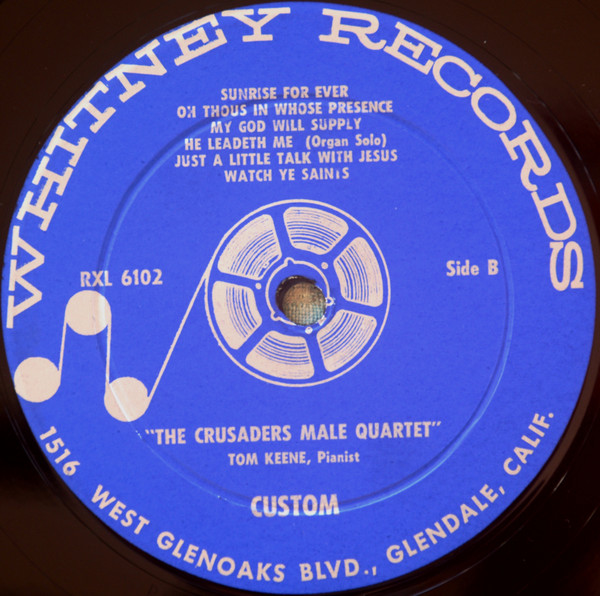 WHITNEY RECORDS
SUNRISE FOR EVER
OH THOUS IN WHOSE PRESENCE
MY GOD WILL SUPPLY
HE LEADETH ME (Organ Solo)
JUST A LITTLE TALK WITH JESUS
WATCH YE SAINTS
RXL 6102
Side B
"THE CRUSADERS MALE QUARTET"
TOM KEENE, Pianist
CUSTOM
1516 WEST GLENOAKS BLVD., GLENDALE, CALIF.